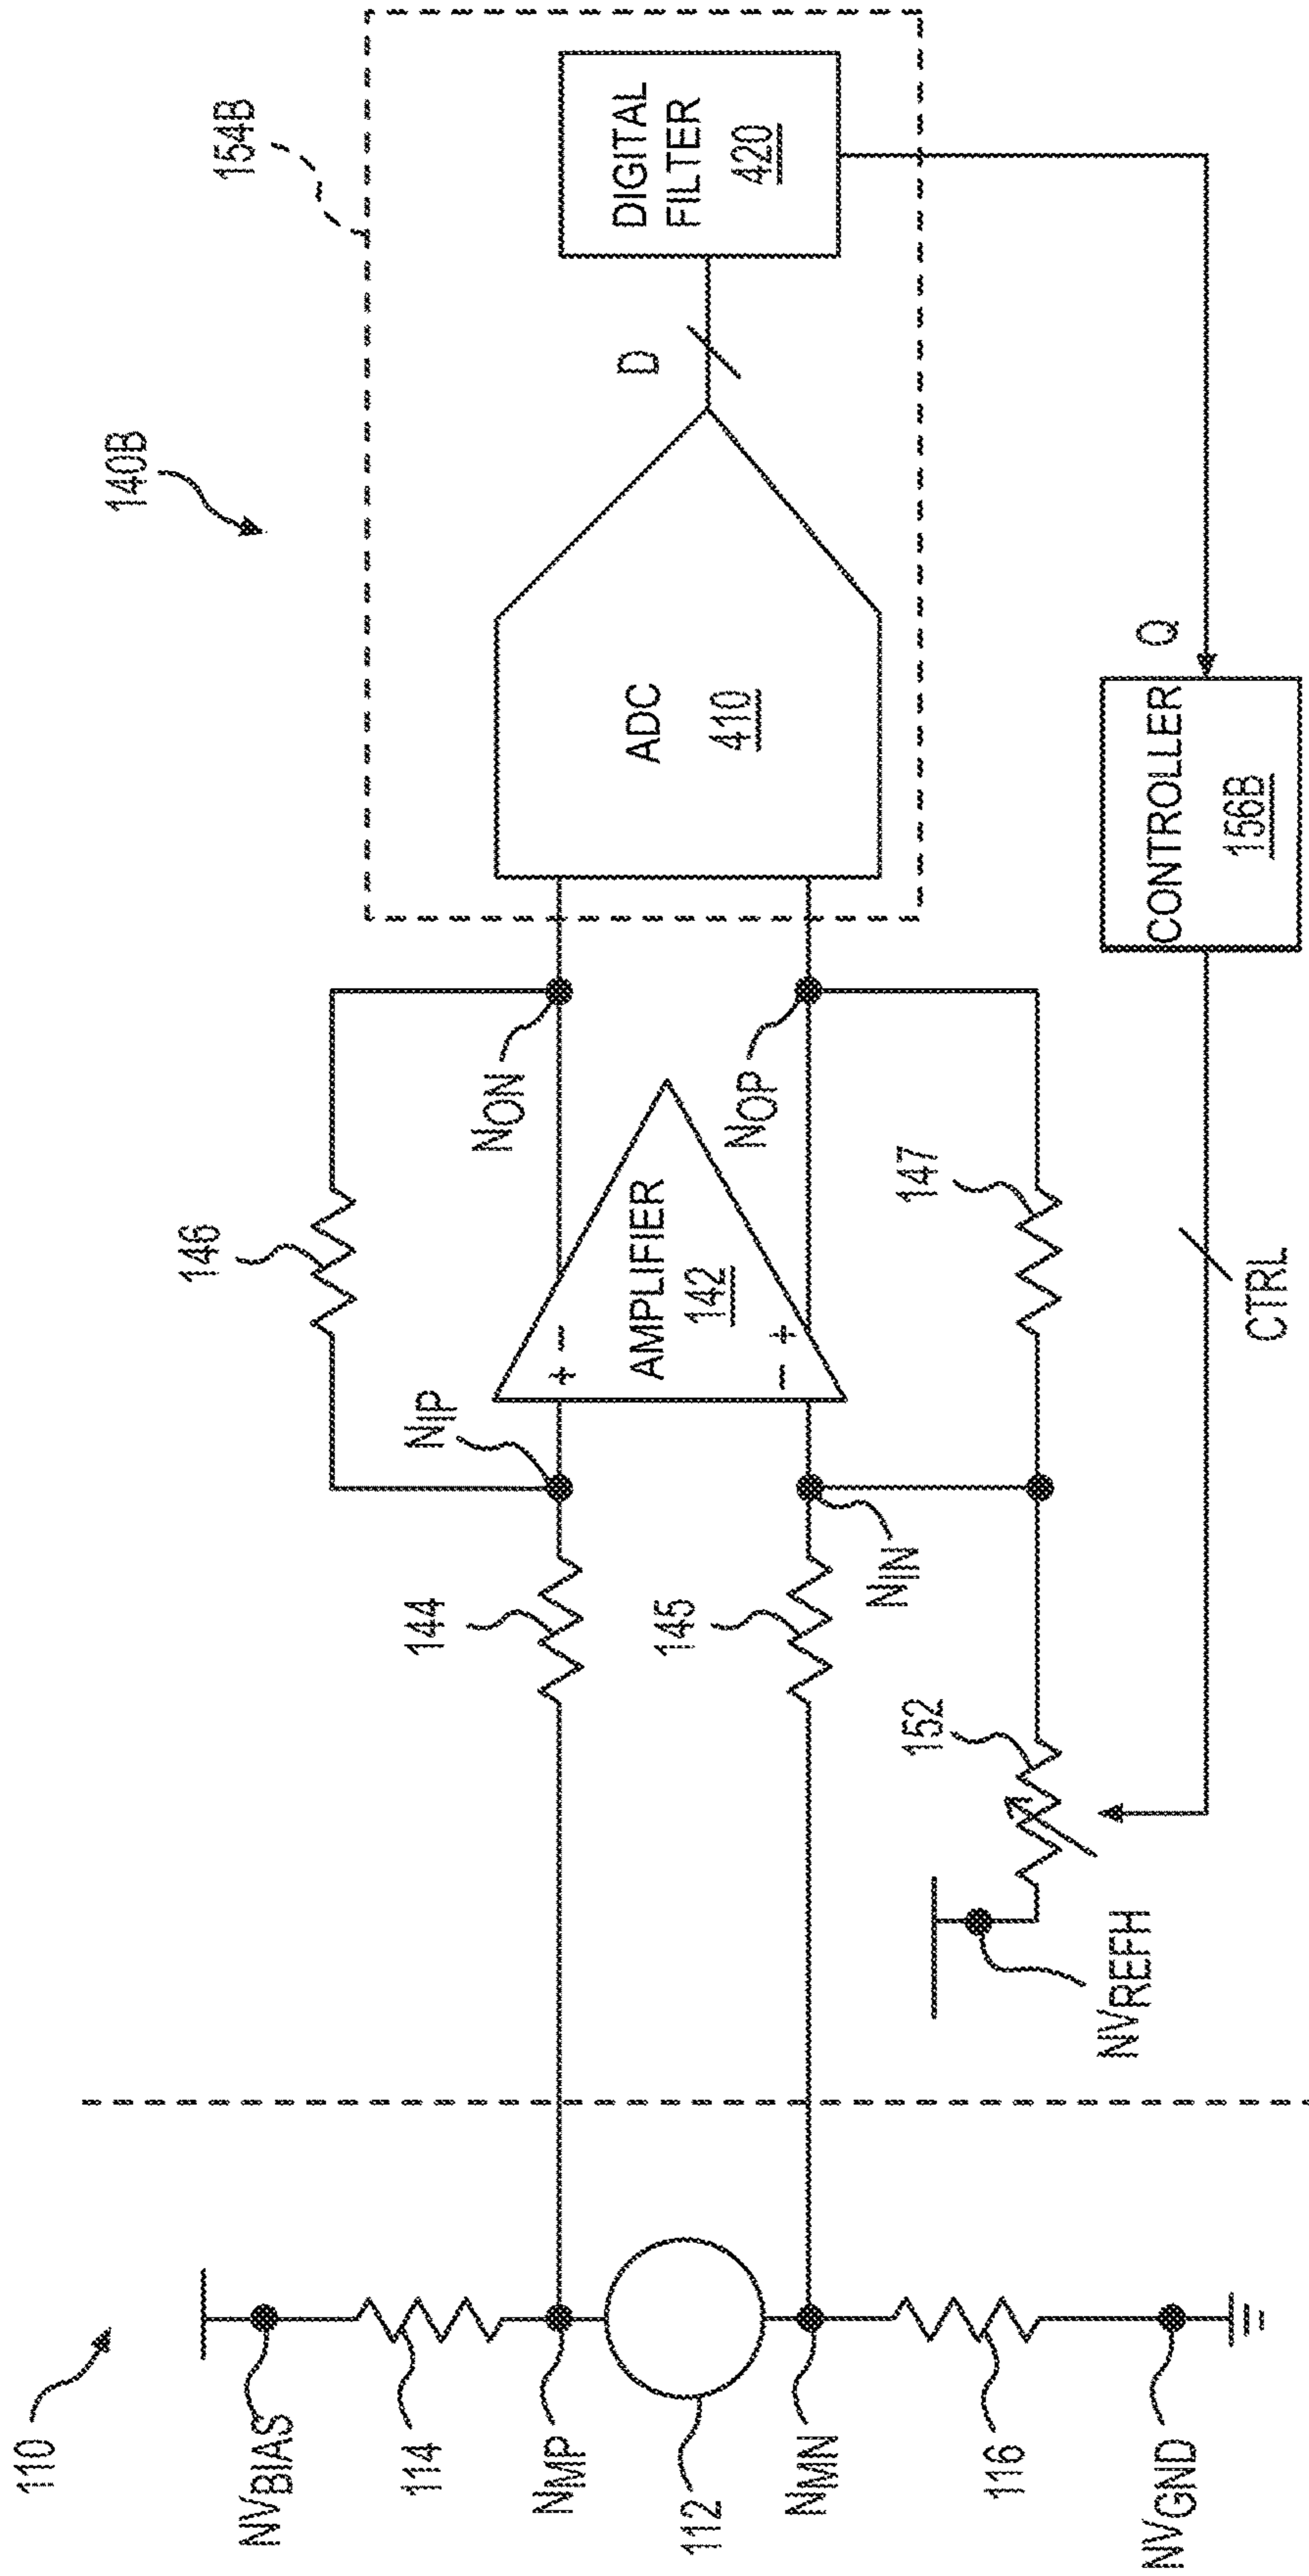 110
NVBIAS
114
NMP
112
NMN
116
NVGND
140B
154B
146
NIP
144
145
NIN
152
NVREFH
147
AMPLIFIER
142
+ −
− +
NON
NOP
ADC
410
D
DIGITAL
FILTER
420
Q
CONTROLLER
156B
CTRL